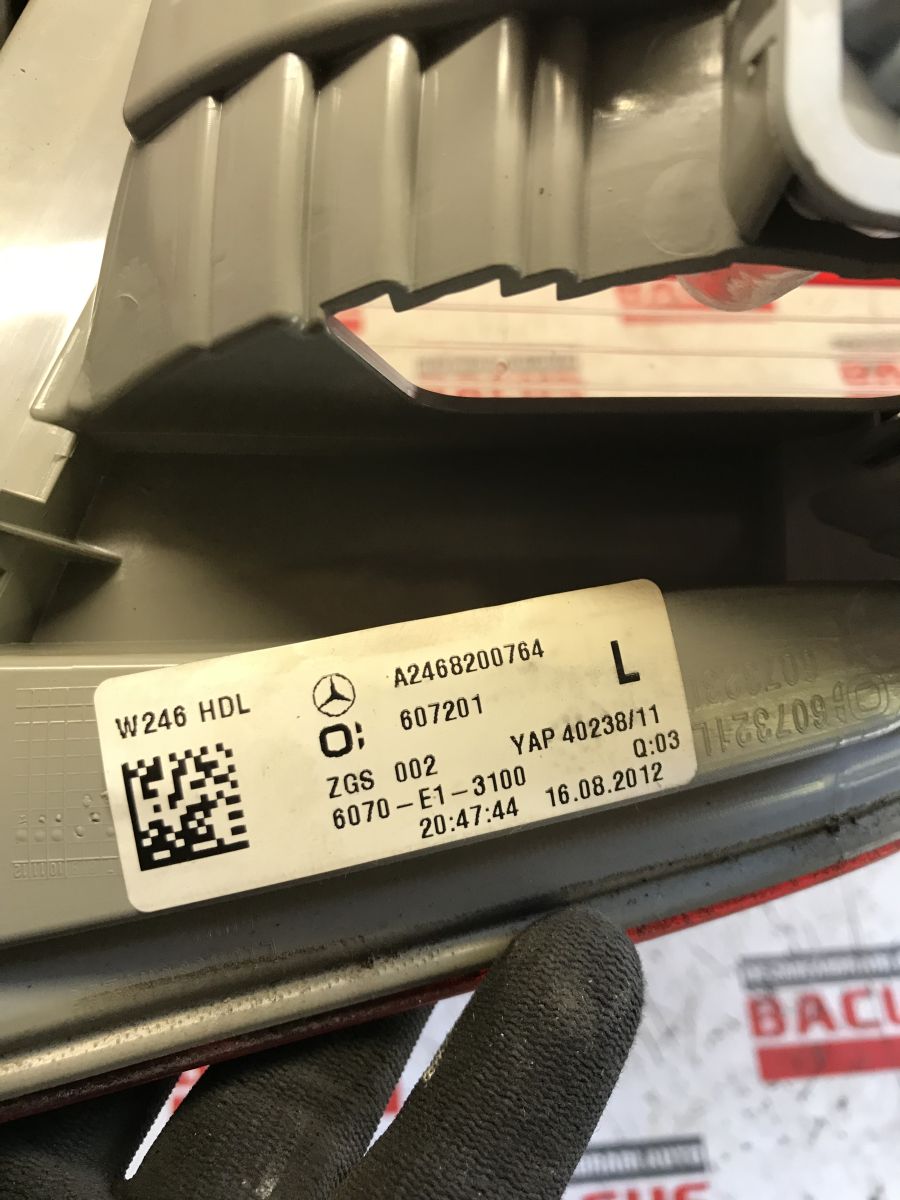 W246 HDL
A2468200764
L
607201
ZGS 002
YAP 40238/11
6070-E1-3100
Q:03
20:47:44
16.08.2012
607321L